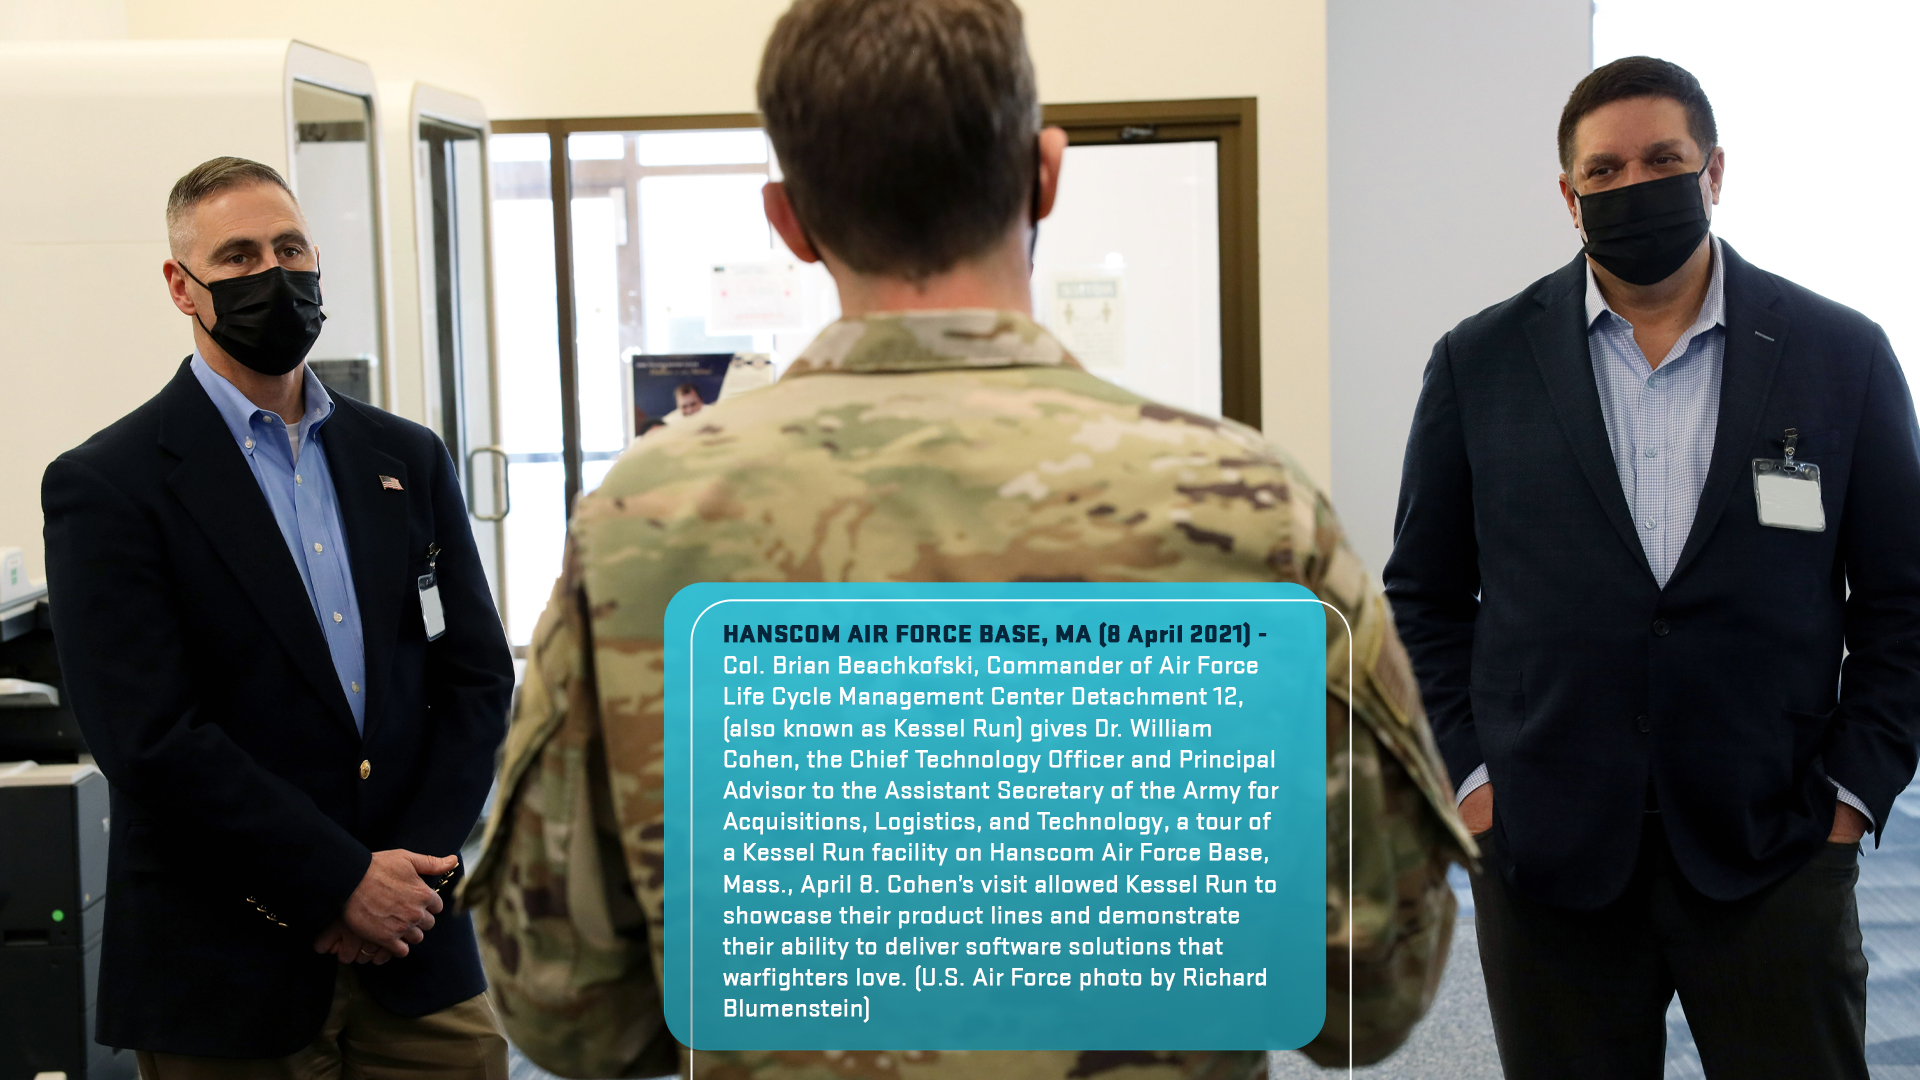 HANSCOM AIR FORCE BASE, MA (8 April 2021) -
Col. Brian Beachkofski, Commander of Air Force
Life Cycle Management Center Detachment 12,
(also known as Kessel Run) gives Dr. William
Cohen, the Chief Technology Officer and Principal
Advisor to the Assistant Secretary of the Army for
Acquisitions, Logistics, and Technology, a tour of
a Kessel Run facility on Hanscom Air Force Base,
Mass., April 8. Cohen's visit allowed Kessel Run to
showcase their product lines and demonstrate
their ability to deliver software solutions that
warfighters love. (U.S. Air Force photo by Richard
Blumenstein)